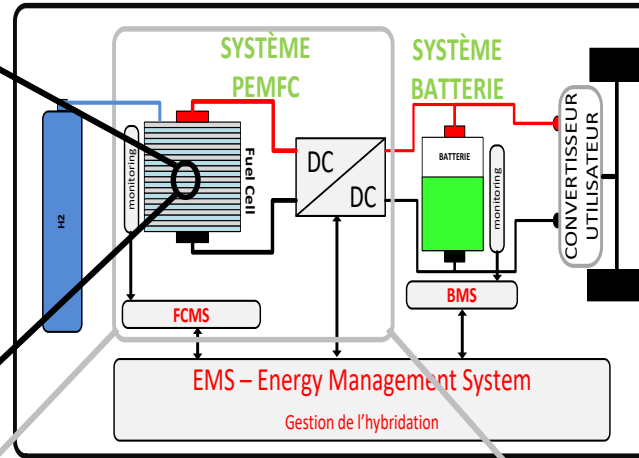 SYSTÈME
PEMFC
SYSTÈME
BATTERIE
H2
monitoring
Fuel Cell
DC
DC
BATTERIE
monitoring
CONVERTISSEUR
UTILISATEUR
FCMS
BMS
EMS – Energy Management System
Gestion de l'hybridation